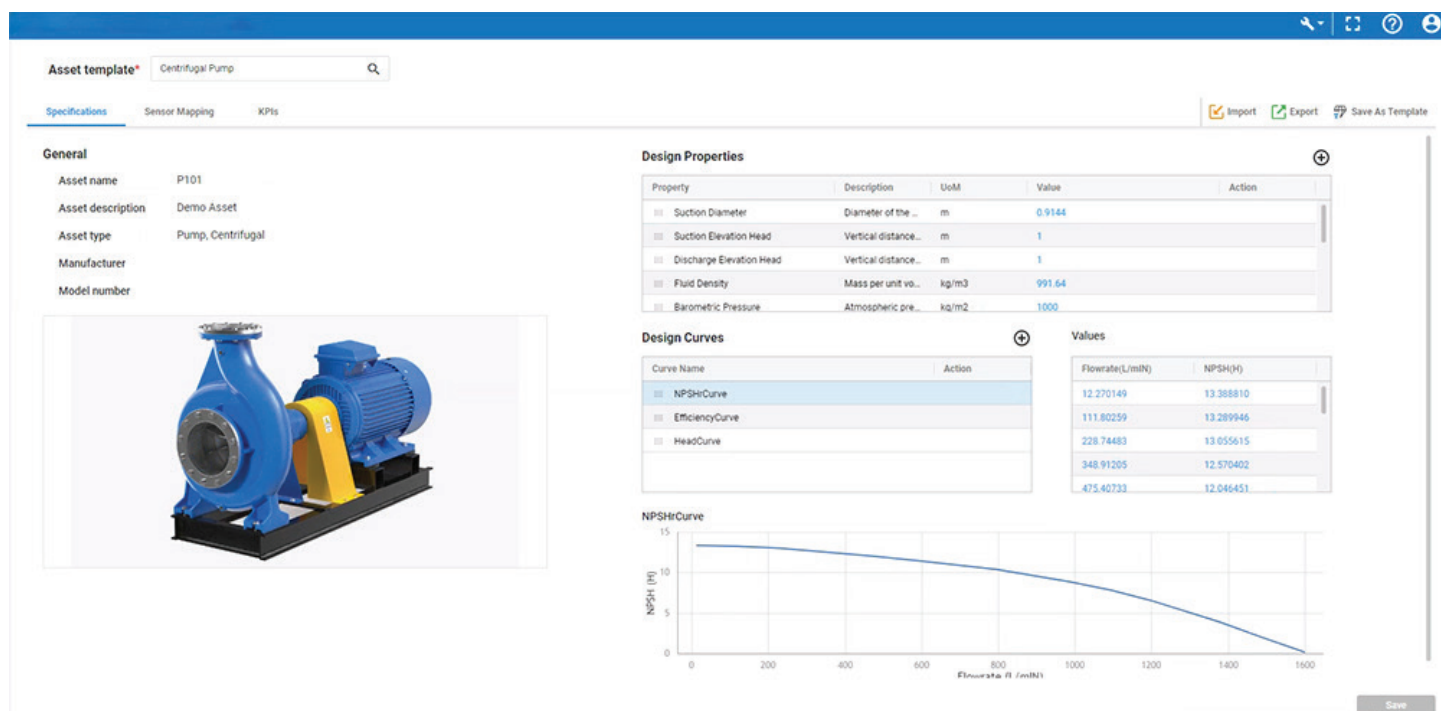 Asset template* Centrifugal Pump
Specifications Sensor Mapping KPIs Import Export Save As Template
General
Asset name P101
Asset description Demo Asset
Asset type Pump, Centrifugal
Manufacturer
Model number
Design Properties
Property Description UoM Value Action
Suction Diameter Diameter of the ... m 0.9144
Suction Elevation Head Vertical distance... m 1
Discharge Elevation Head Vertical distance... m 1
Fluid Density Mass per unit vo... kg/m3 991.64
Barometric Pressure Atmospheric pre... kg/m2 1000
Design Curves
Curve Name Action
NPSHrCurve
EfficiencyCurve
HeadCurve
Values
Flowrate(L/mIN) NPSH(H)
12.270149 13.388810
111.80259 13.289946
228.74483 13.055615
348.91205 12.570402
475.40733 12.046451
NPSHrCurve
NPSH (H)
15
10
5
0
0 200 400 600 800 1000 1200 1400 1600
Flowrate (L/mIN)
Save